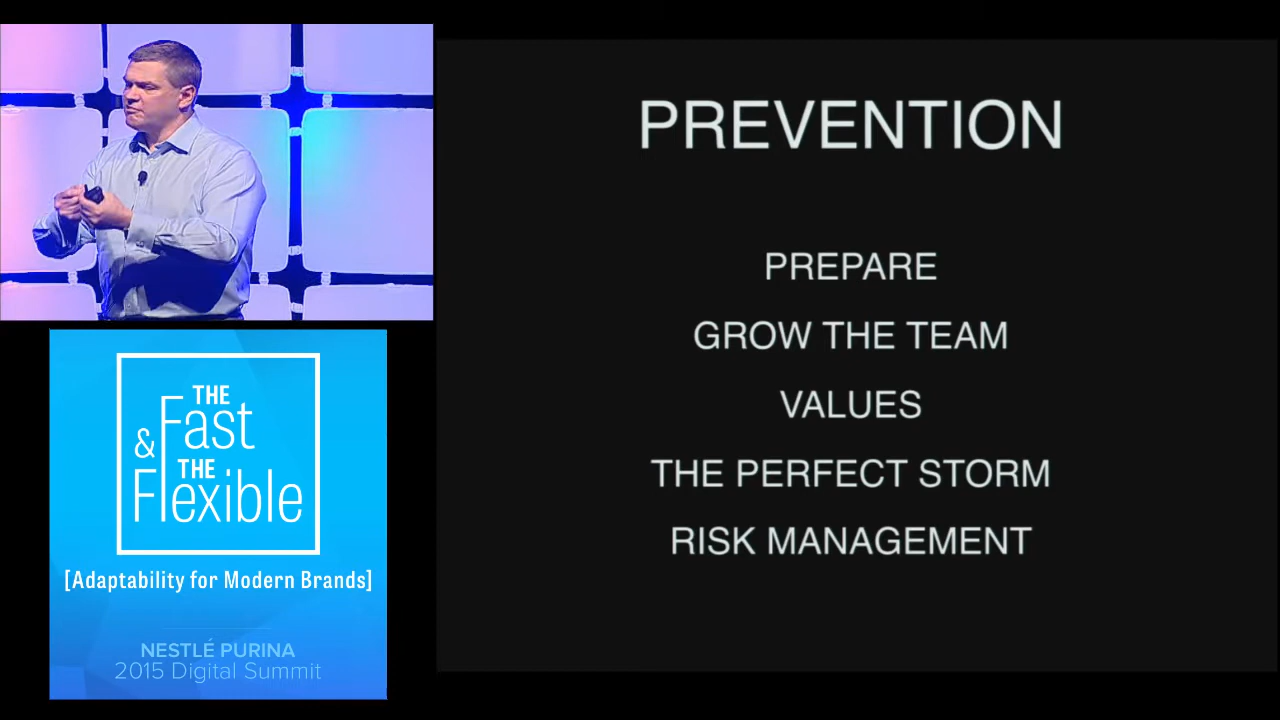 PREVENTION
PREPARE
GROW THE TEAM
VALUES
THE PERFECT STORM
RISK MANAGEMENT
THE
Fast
&
THE
Flexible
[Adaptability for Modern Brands]
NESTLÉ PURINA
2015 Digital Summit